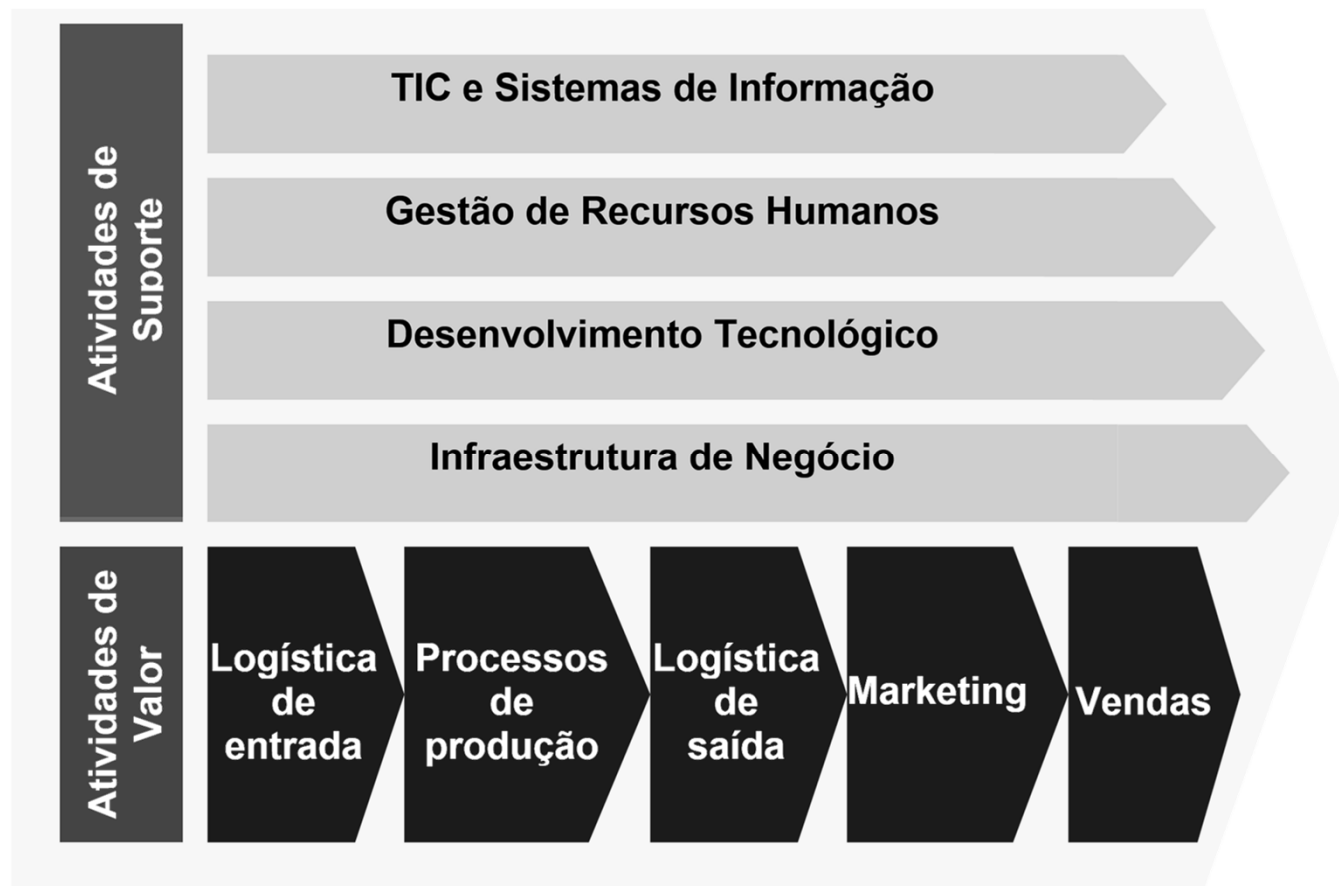 Atividades de
Suporte
TIC e Sistemas de Informação
Gestão de Recursos Humanos
Desenvolvimento Tecnológico
Infraestrutura de Negócio
Atividades de
Valor
Logística
de
entrada
Processos
de
produção
Logística
de
saída
Marketing
Vendas